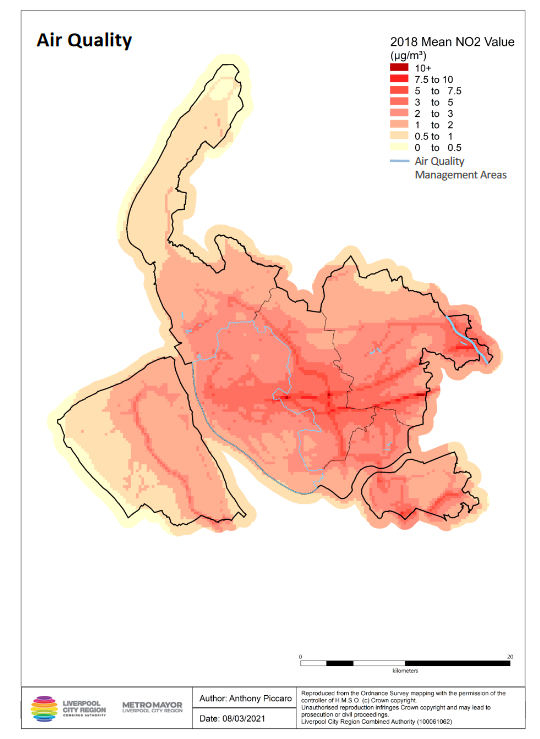 Air Quality
2018 Mean NO2 Value
(µg/m³)
10+
7.5 to 10
5 to 7.5
3 to 5
2 to 3
1 to 2
0.5 to 1
0 to 0.5
Air Quality
Management Areas
0 20
kilometers
LIVERPOOL
CITY REGION
COMBINED AUTHORITY
METRO MAYOR
LIVERPOOL CITY REGION
Author: Anthony Piccaro
Date: 08/03/2021
Reproduced from the Ordnance Survey mapping with the permission of the
controller of H.M.S.O. (c) Crown copyright.
Unauthorised reproduction infringes Crown copyright and may lead to
prosecution or civil proceedings.
Liverpool City Region Combined Authority (100061062)